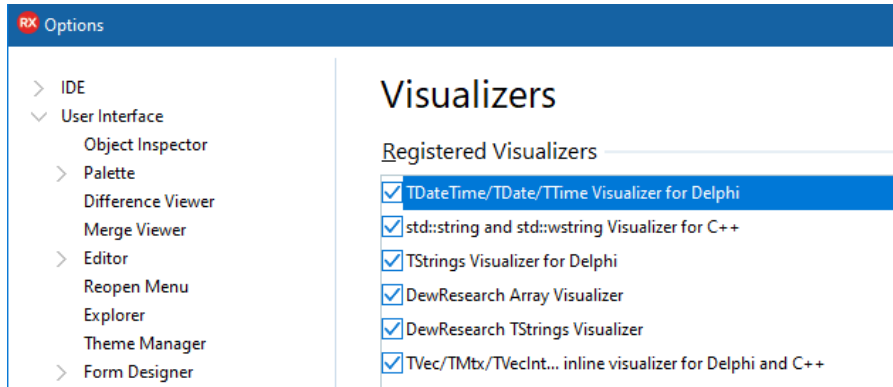 RX Options
IDE
User Interface
Object Inspector
Palette
Difference Viewer
Merge Viewer
Editor
Reopen Menu
Explorer
Theme Manager
Form Designer
Visualizers
Registered Visualizers
TDateTime/TDate/TTime Visualizer for Delphi
std::string and std::wstring Visualizer for C++
TStrings Visualizer for Delphi
DewResearch Array Visualizer
DewResearch TStrings Visualizer
TVec/TMtx/TVecInt... inline visualizer for Delphi and C++